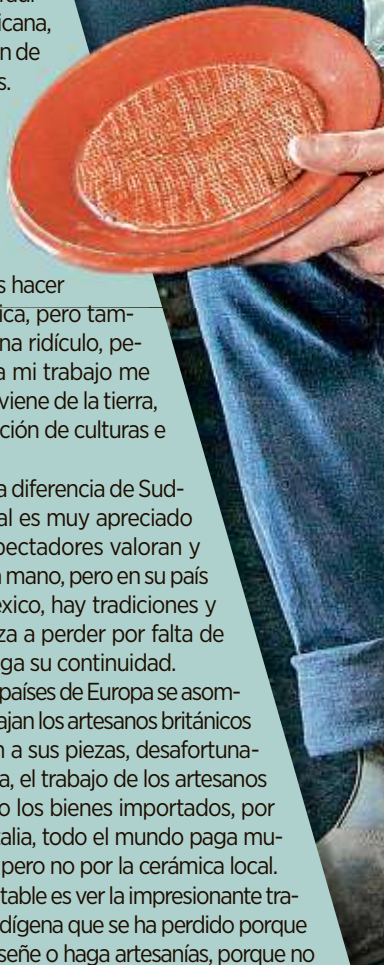 icana,
n de
s.
s hacer
ica, pero tam-
na ridículo, pe-
a mi trabajo me
viene de la tierra,
ción de culturas e
a diferencia de Sud-
al es muy apreciado
pectadores valoran y
a mano, pero en su país
éxico, hay tradiciones y
za a perder por falta de
ga su continuidad.
países de Europa se asom-
ajan los artesanos británicos
n a sus piezas, desafortuna-
a, el trabajo de los artesanos
o los bienes importados, por
talia, todo el mundo paga mu-
pero no por la cerámica local.
table es ver la impresionante tra-
dígena que se ha perdido porque
señe o haga artesanías, porque no